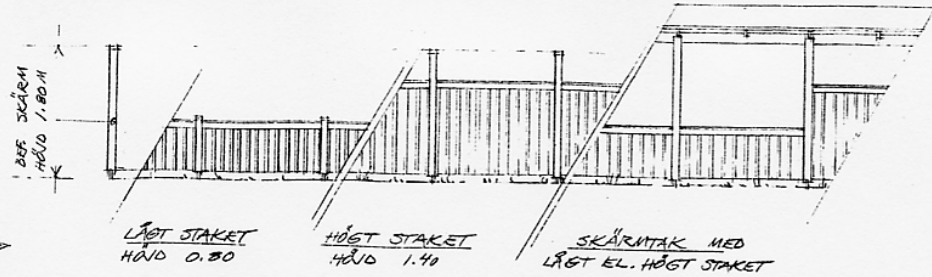 BEF. SKÄRM
HÖJD 1.80 M
LÅGT STAKET
HÖJD 0.80
HÖGT STAKET
HÖJD 1.40
SKÄRMTAK MED
LÅGT EL. HÖGT STAKET